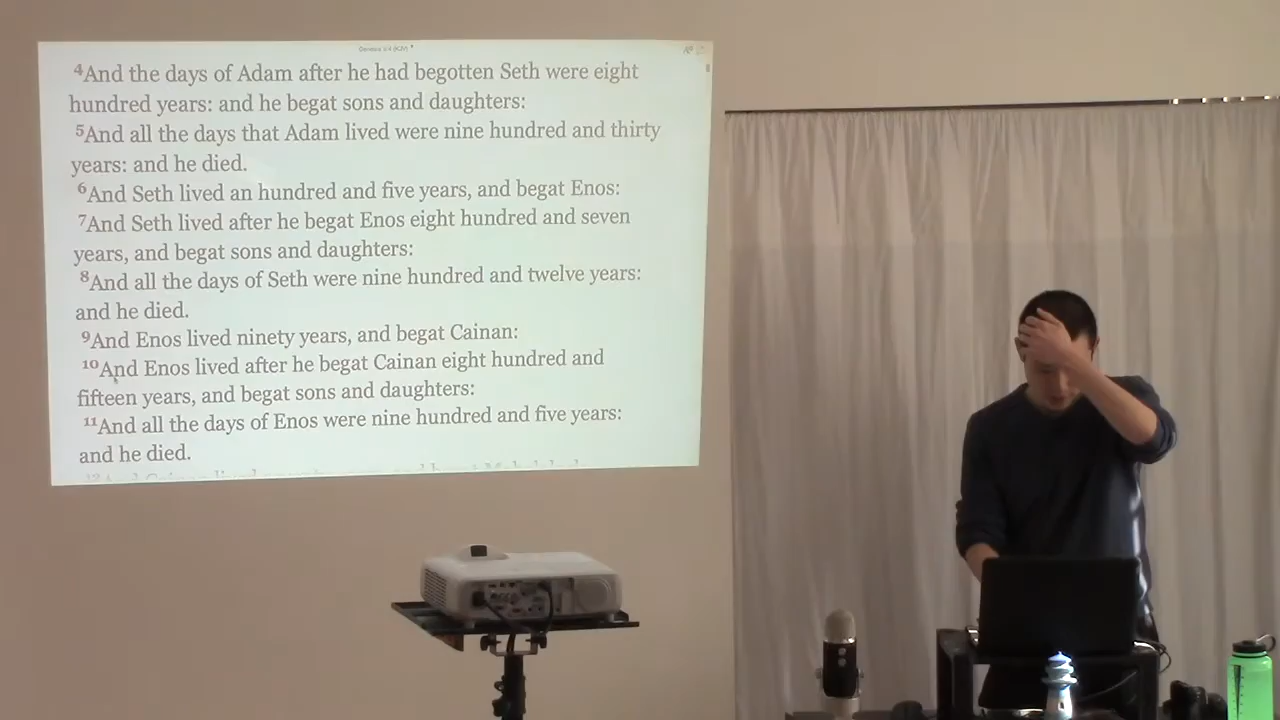 Genesis 5:4 (KJV)
4And the days of Adam after he had begotten Seth were eight
hundred years: and he begat sons and daughters:
5And all the days that Adam lived were nine hundred and thirty
years: and he died.
6And Seth lived an hundred and five years, and begat Enos:
7And Seth lived after he begat Enos eight hundred and seven
years, and begat sons and daughters:
8And all the days of Seth were nine hundred and twelve years:
and he died.
9And Enos lived ninety years, and begat Cainan:
10And Enos lived after he begat Cainan eight hundred and
fifteen years, and begat sons and daughters:
11And all the days of Enos were nine hundred and five years:
and he died.